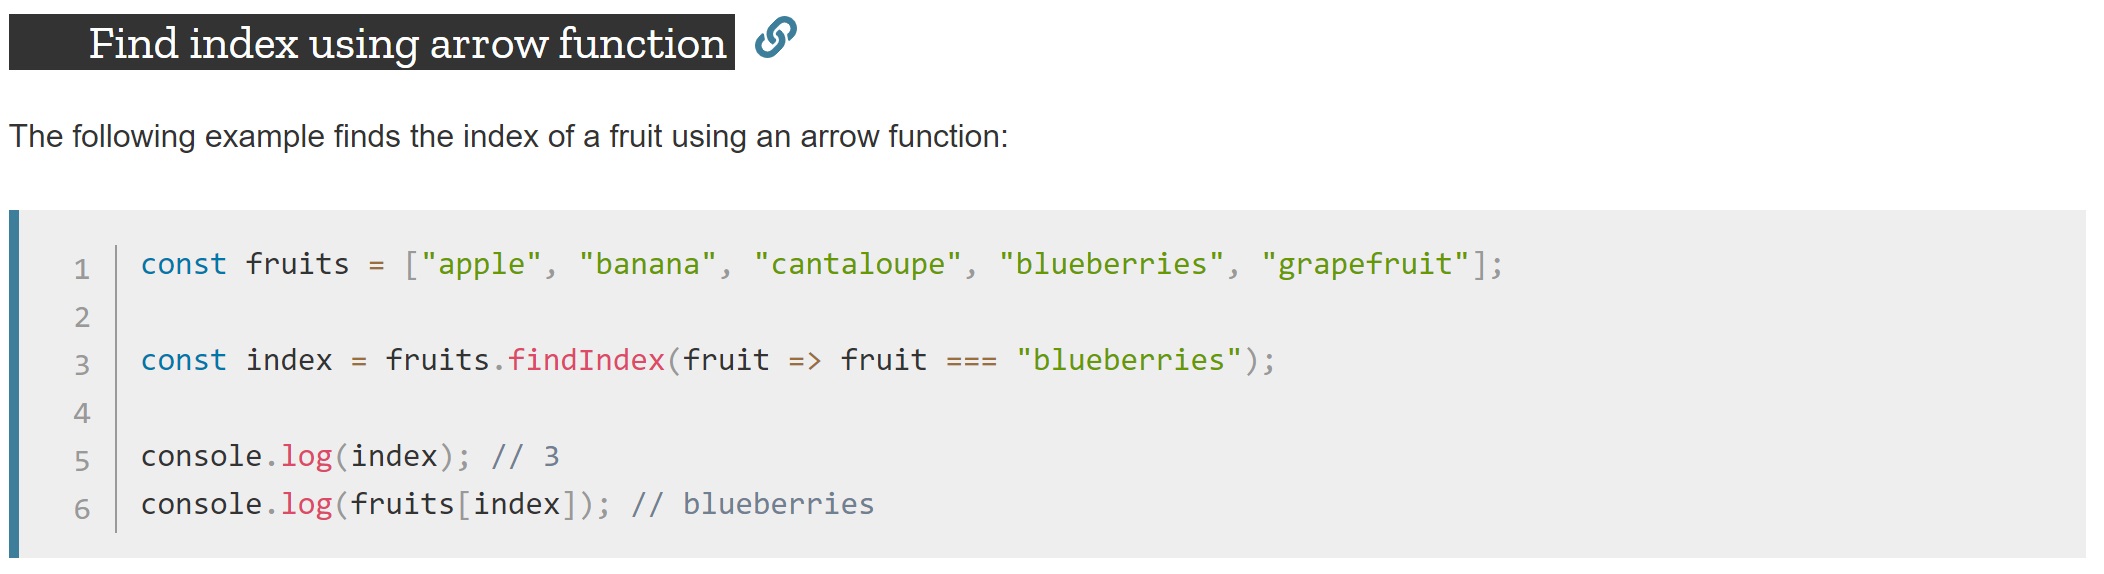 Find index using arrow function
The following example finds the index of a fruit using an arrow function:
1 const fruits = ["apple", "banana", "cantaloupe", "blueberries", "grapefruit"];
2
3 const index = fruits.findIndex(fruit => fruit === "blueberries");
4
5 console.log(index); // 3
6 console.log(fruits[index]); // blueberries